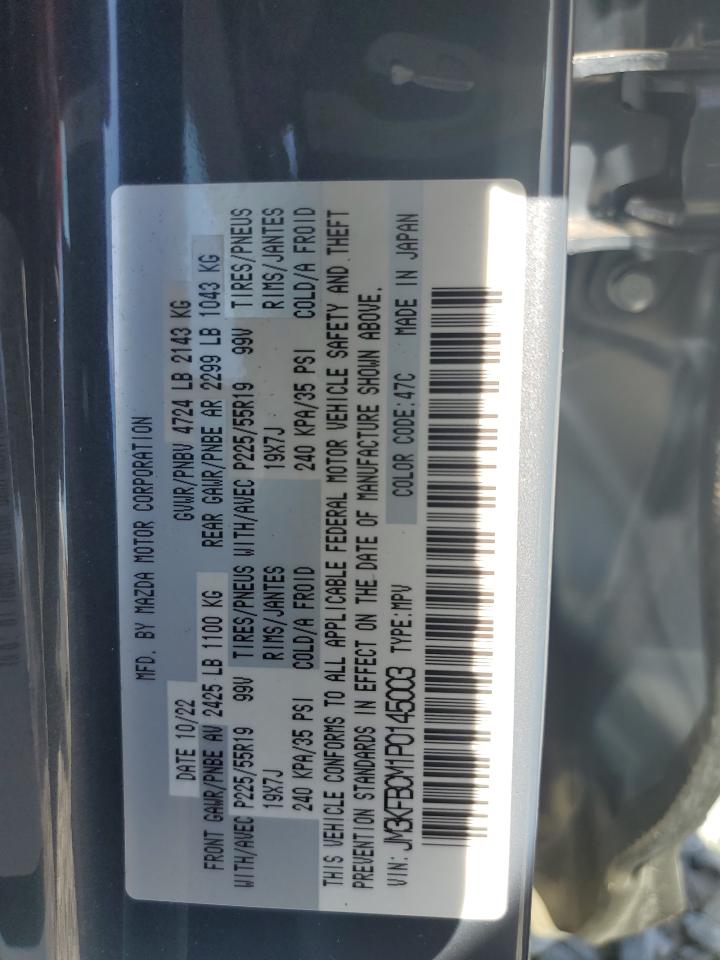 MFD. BY MAZDA MOTOR CORPORATION
DATE 10/22 GVWR/PNBV 4724 LB 2143 KG
FRONT GAWR/PNBE AV 2425 LB 1100 KG REAR GAWR/PNBE AR 2299 LB 1043 KG
WITH/AVEC P225/55R19 99V TIRES/PNEUS WITH/AVEC P225/55R19 99V TIRES/PNEUS
19X7J RIMS/JANTES 19X7J RIMS/JANTES
240 KPA/35 PSI COLD/A FROID 240 KPA/35 PSI COLD/A FROID
THIS VEHICLE CONFORMS TO ALL APPLICABLE FEDERAL MOTOR VEHICLE SAFETY AND THEFT
PREVENTION STANDARDS IN EFFECT ON THE DATE OF MANUFACTURE SHOWN ABOVE.
VIN: JM3KFBCM1P0145003 TYPE:MPV COLOR CODE:47C MADE IN JAPAN